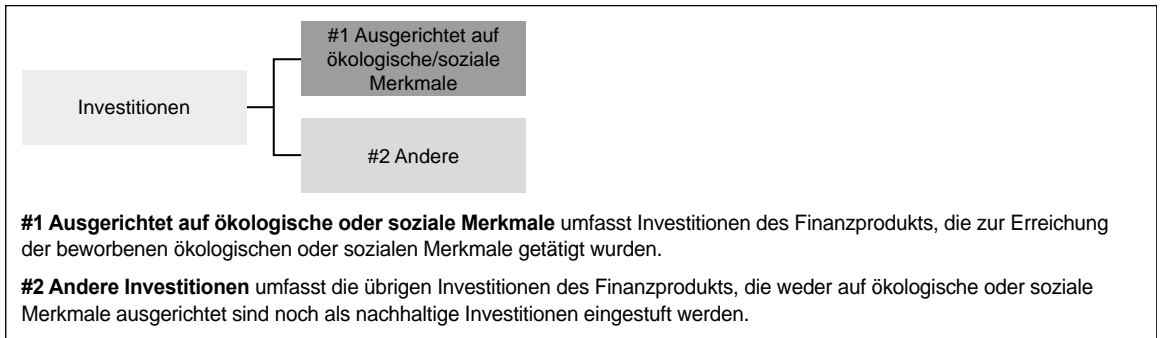 #1 Ausgerichtet auf
ökologische/soziale
Merkmale
Investitionen
#2 Andere
#1 Ausgerichtet auf ökologische oder soziale Merkmale umfasst Investitionen des Finanzprodukts, die zur Erreichung
der beworbenen ökologischen oder sozialen Merkmale getätigt wurden.
#2 Andere Investitionen umfasst die übrigen Investitionen des Finanzprodukts, die weder auf ökologische oder soziale
Merkmale ausgerichtet sind noch als nachhaltige Investitionen eingestuft werden.